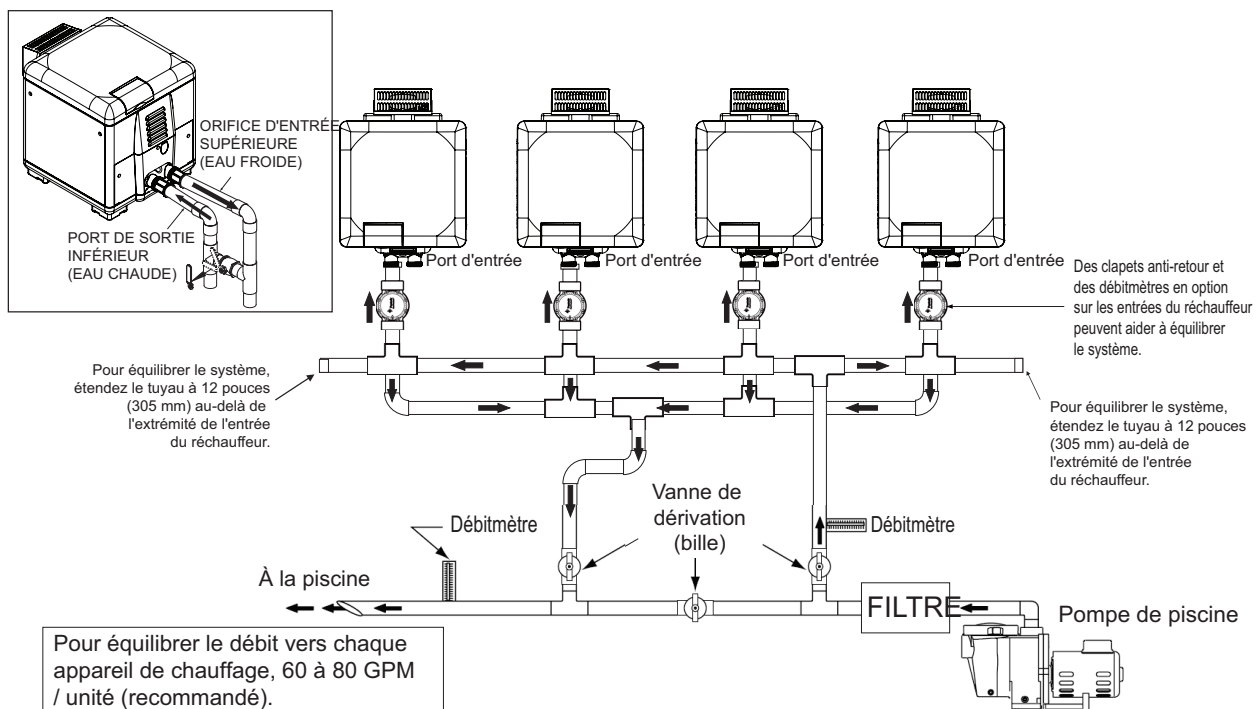 ORIFICE D'ENTRÉE
SUPÉRIEURE
(EAU FROIDE)
PORT DE SORTIE
INFÉRIEUR
(EAU CHAUDE)
Port d'entrée
Port d'entrée
Port d'entrée
Port d'entrée
Des clapets anti-retour et
des débitmètres en option
sur les entrées du réchauffeur
peuvent aider à équilibrer
le système.
Pour équilibrer le système,
étendez le tuyau à 12 pouces
(305 mm) au-delà de
l'extrémité de l'entrée
du réchauffeur.
Pour équilibrer le système,
étendez le tuyau à 12 pouces
(305 mm) au-delà de
l'extrémité de l'entrée
du réchauffeur.
Vanne de
dérivation
(bille)
Débitmètre
Débitmètre
À la piscine
FILTRE
Pompe de piscine
Pour équilibrer le débit vers chaque
appareil de chauffage, 60 à 80 GPM
/ unité (recommandé).